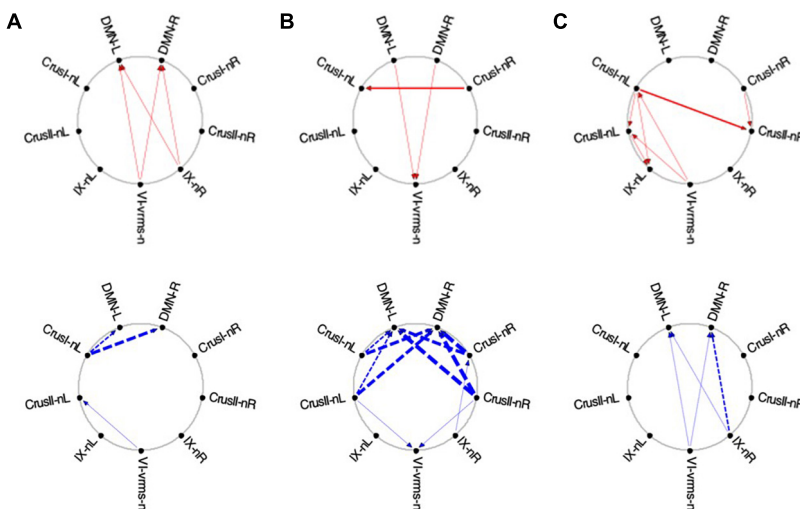 A
DMN-L
DMN-R
CrusI-nL
CrusI-nR
CrusII-nL
CrusII-nR
IX-nL
IX-nR
VI-vrms-n
B
DMN-L
DMN-R
CrusI-nL
CrusI-nR
CrusII-nL
CrusII-nR
IX-nL
IX-nR
VI-vrms-n
C
DMN-L
DMN-R
CrusI-nL
CrusI-nR
CrusII-nL
CrusII-nR
IX-nL
IX-nR
VI-vrms-n
DMN-L
DMN-R
CrusI-nL
CrusI-nR
CrusII-nL
CrusII-nR
IX-nL
IX-nR
VI-vrms-n
DMN-L
DMN-R
CrusI-nL
CrusI-nR
CrusII-nL
CrusII-nR
IX-nL
IX-nR
VI-vrms-n
DMN-L
DMN-R
CrusI-nL
CrusI-nR
CrusII-nL
CrusII-nR
IX-nL
IX-nR
VI-vrms-n